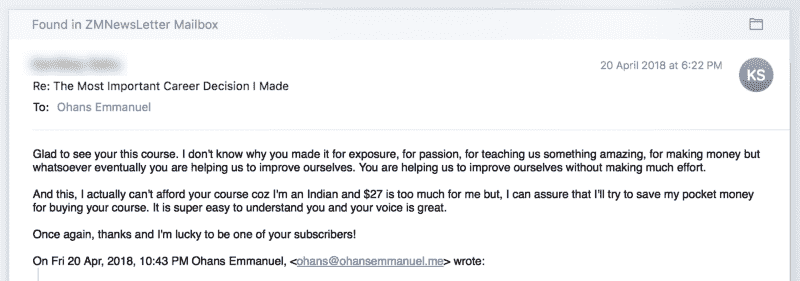 Found in ZMNewsLetter Mailbox
20 April 2018 at 6:22 PM
KS
Re: The Most Important Career Decision I Made
To: Ohans Emmanuel
Glad to see your this course. I don't know why you made it for exposure, for passion, for teaching us something amazing, for making money but
whatsoever eventually you are helping us to improve ourselves. You are helping us to improve ourselves without making much effort.
And this, I actually can't afford your course coz I'm an Indian and $27 is too much for me but, I can assure that I'll try to save my pocket money
for buying your course. It is super easy to understand you and your voice is great.
Once again, thanks and I'm lucky to be one of your subscribers!
On Fri 20 Apr, 2018, 10:43 PM Ohans Emmanuel, <ohans@ohansemmanuel.me> wrote: